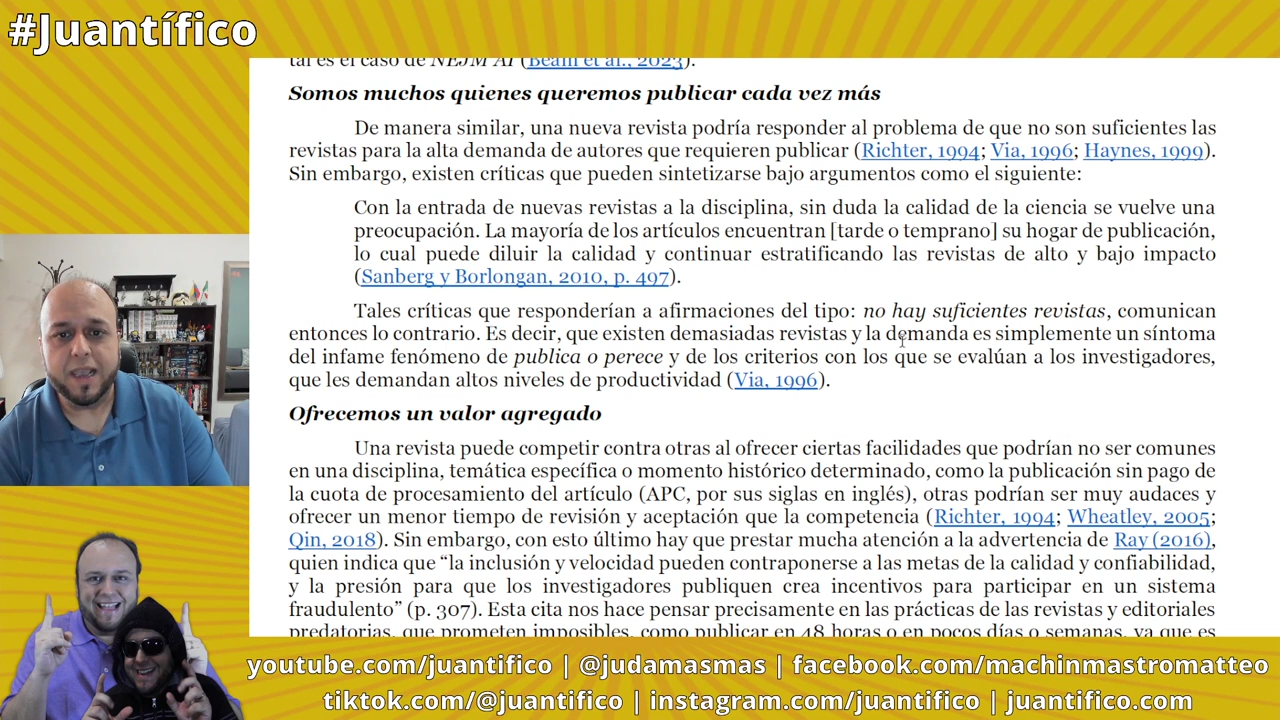 #Juantífico
tal es el caso de NEJM AI (Beam et al., 2023).
Somos muchos quienes queremos publicar cada vez más
De manera similar, una nueva revista podría responder al problema de que no son suficientes las
revistas para la alta demanda de autores que requieren publicar (Richter, 1994; Via, 1996; Haynes, 1999).
Sin embargo, existen críticas que pueden sintetizarse bajo argumentos como el siguiente:
Con la entrada de nuevas revistas a la disciplina, sin duda la calidad de la ciencia se vuelve una
preocupación. La mayoría de los artículos encuentran [tarde o temprano] su hogar de publicación,
lo cual puede diluir la calidad y continuar estratificando las revistas de alto y bajo impacto
(Sanberg y Borlongan, 2010, p. 497).
Tales críticas que responderían a afirmaciones del tipo: no hay suficientes revistas, comunican
entonces lo contrario. Es decir, que existen demasiadas revistas y la demanda es simplemente un síntoma
del infame fenómeno de publica o perece y de los criterios con los que se evalúan a los investigadores,
que les demandan altos niveles de productividad (Via, 1996).
Ofrecemos un valor agregado
Una revista puede competir contra otras al ofrecer ciertas facilidades que podrían no ser comunes
en una disciplina, temática específica o momento histórico determinado, como la publicación sin pago de
la cuota de procesamiento del artículo (APC, por sus siglas en inglés), otras podrían ser muy audaces y
ofrecer un menor tiempo de revisión y aceptación que la competencia (Richter, 1994; Wheatley, 2005;
Qin, 2018). Sin embargo, con esto último hay que prestar mucha atención a la advertencia de Ray (2016),
quien indica que “la inclusión y velocidad pueden contraponerse a las metas de la calidad y confiabilidad,
y la presión para que los investigadores publiquen crea incentivos para participar en un sistema
fraudulento” (p. 307). Esta cita nos hace pensar precisamente en las prácticas de las revistas y editoriales
predatorias, que prometen imposibles, como publicar en 48 horas o en pocos días o semanas, ya que es
youtube.com/juantifico | @judamasmas | facebook.com/machinmastromatteo
tiktok.com/@juantifico | instagram.com/juantifico | juantifico.com